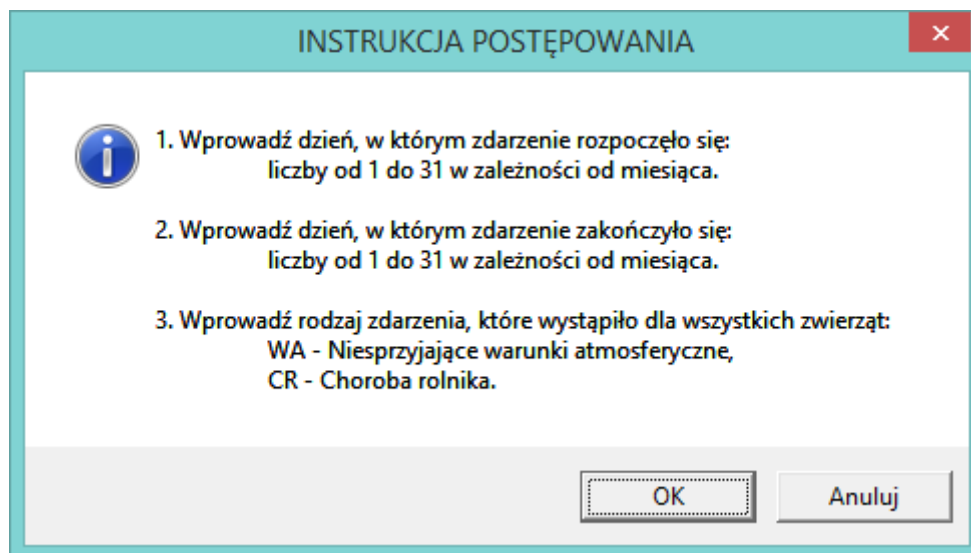 INSTRUKCJA POSTĘPOWANIA
1. Wprowadź dzień, w którym zdarzenie rozpoczęło się:
liczby od 1 do 31 w zależności od miesiąca.
2. Wprowadź dzień, w którym zdarzenie zakończyło się:
liczby od 1 do 31 w zależności od miesiąca.
3. Wprowadź rodzaj zdarzenia, które wystąpiło dla wszystkich zwierząt:
WA - Niesprzyjające warunki atmosferyczne,
CR - Choroba rolnika.
OK
Anuluj